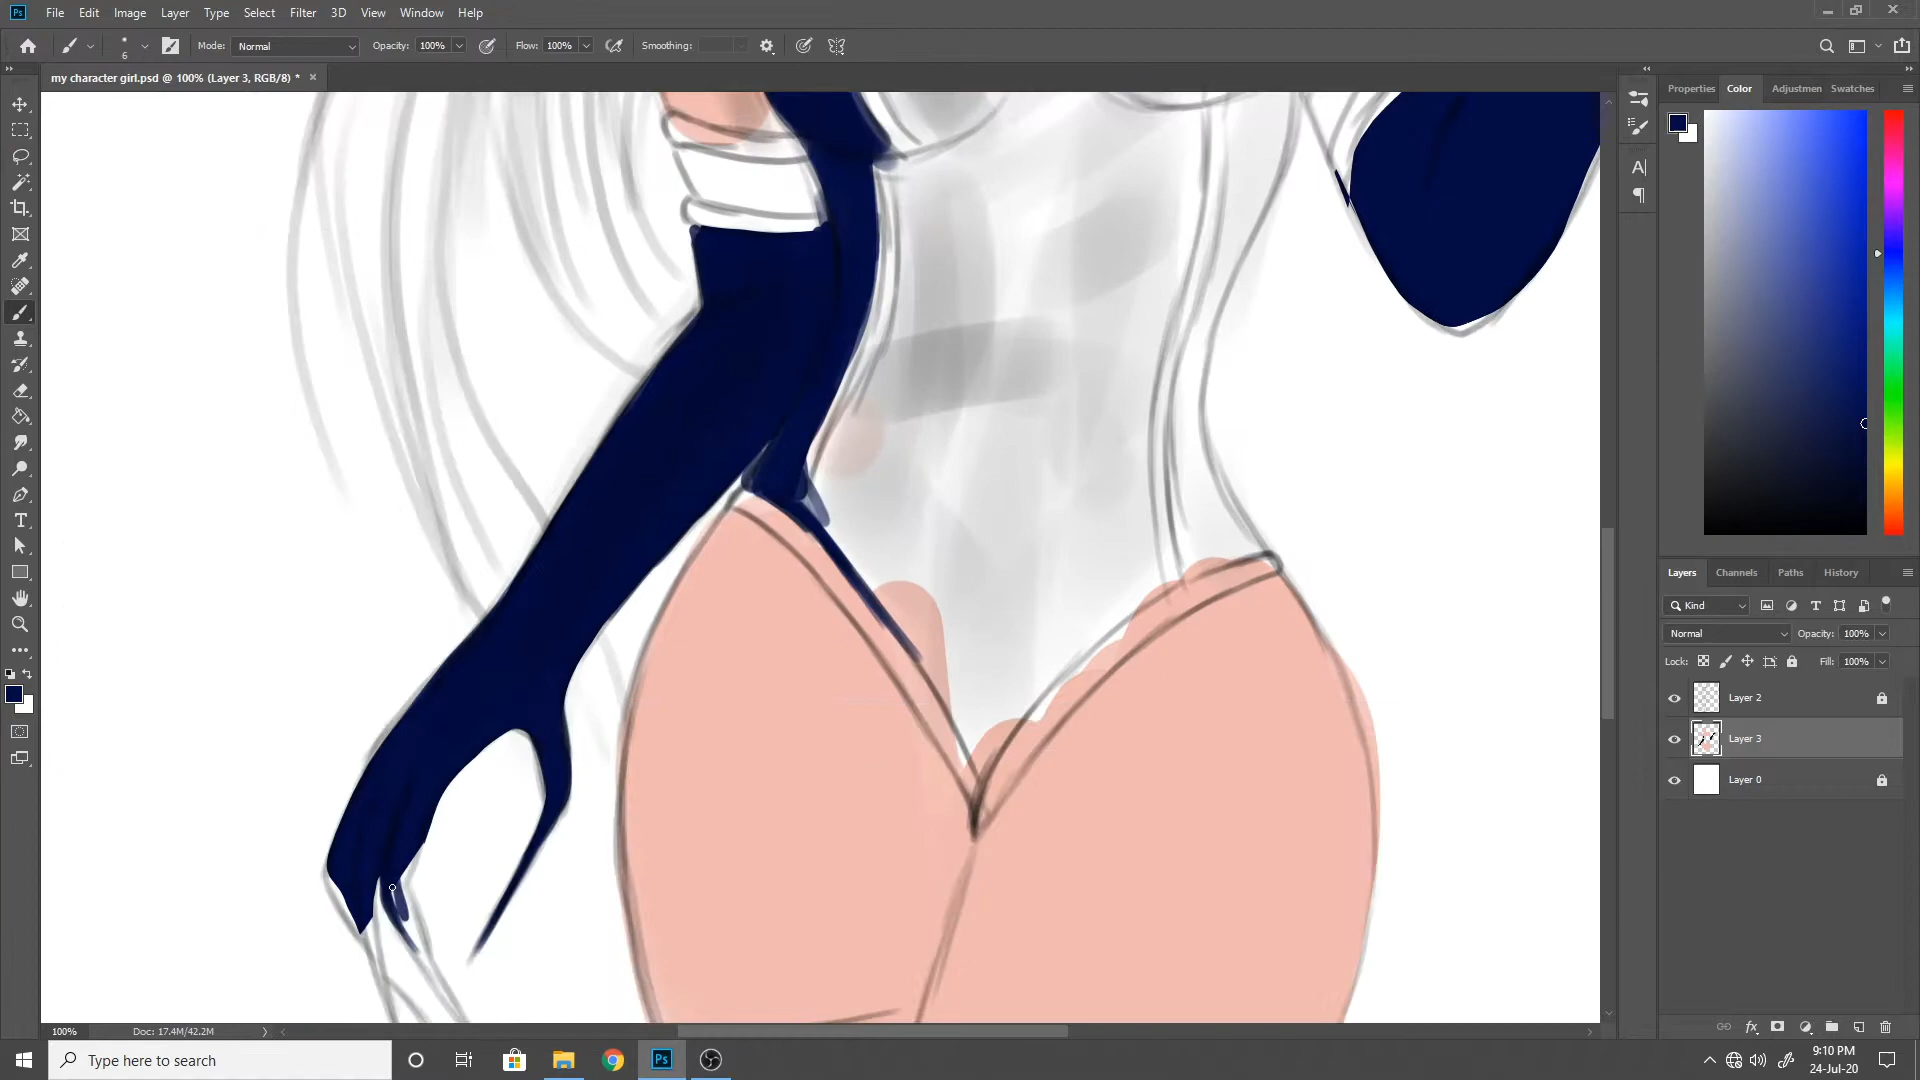 Ps File Edit Image Layer Type Select Filter 3D View Window Help
6 Mode: Normal Opacity: 100% Flow: 100% Smoothing:
my character girl.psd @ 100% (Layer 3, RGB/8) *
Properties Color Adjustmen Swatches
Layers Channels Paths History
Kind
Normal Opacity: 100%
Lock: Fill: 100%
Layer 2
Layer 3
Layer 0
100% Doc: 17.4M/42.2M
Type here to search Ps
9:10 PM
24-Jul-20